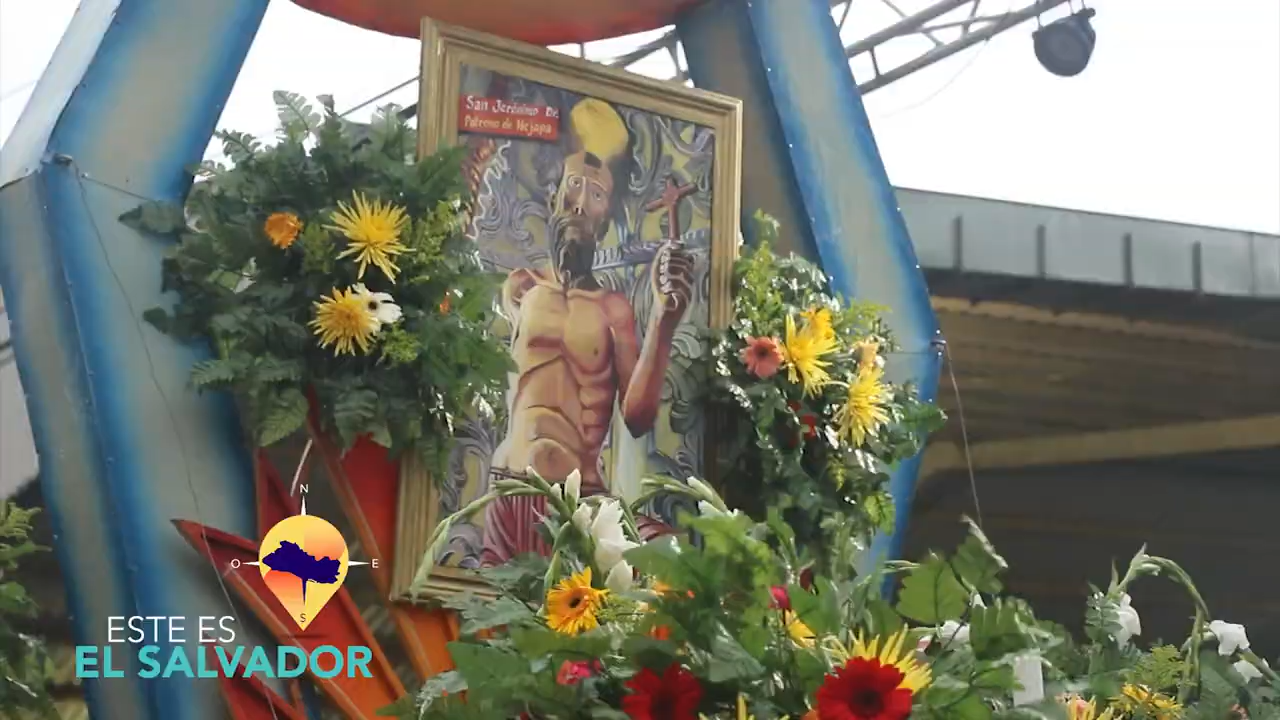 San Jerónimo De
Patrono de Nejapa
N
O
E
S
ESTE ES
EL SALVADOR